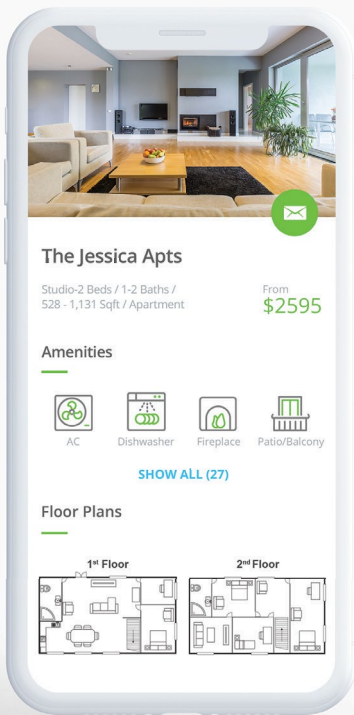 The Jessica Apts
Studio-2 Beds / 1-2 Baths /
528 - 1,131 Sqft / Apartment
From
$2595
Amenities
AC
Dishwasher
Fireplace
Patio/Balcony
SHOW ALL (27)
Floor Plans
1st Floor
2nd Floor